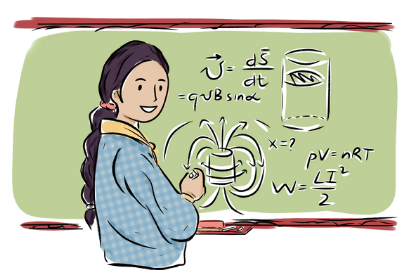 v⃗ = ds⃗/dt
= qvB sinα
x=?
pV=nRT
W = LI²/2